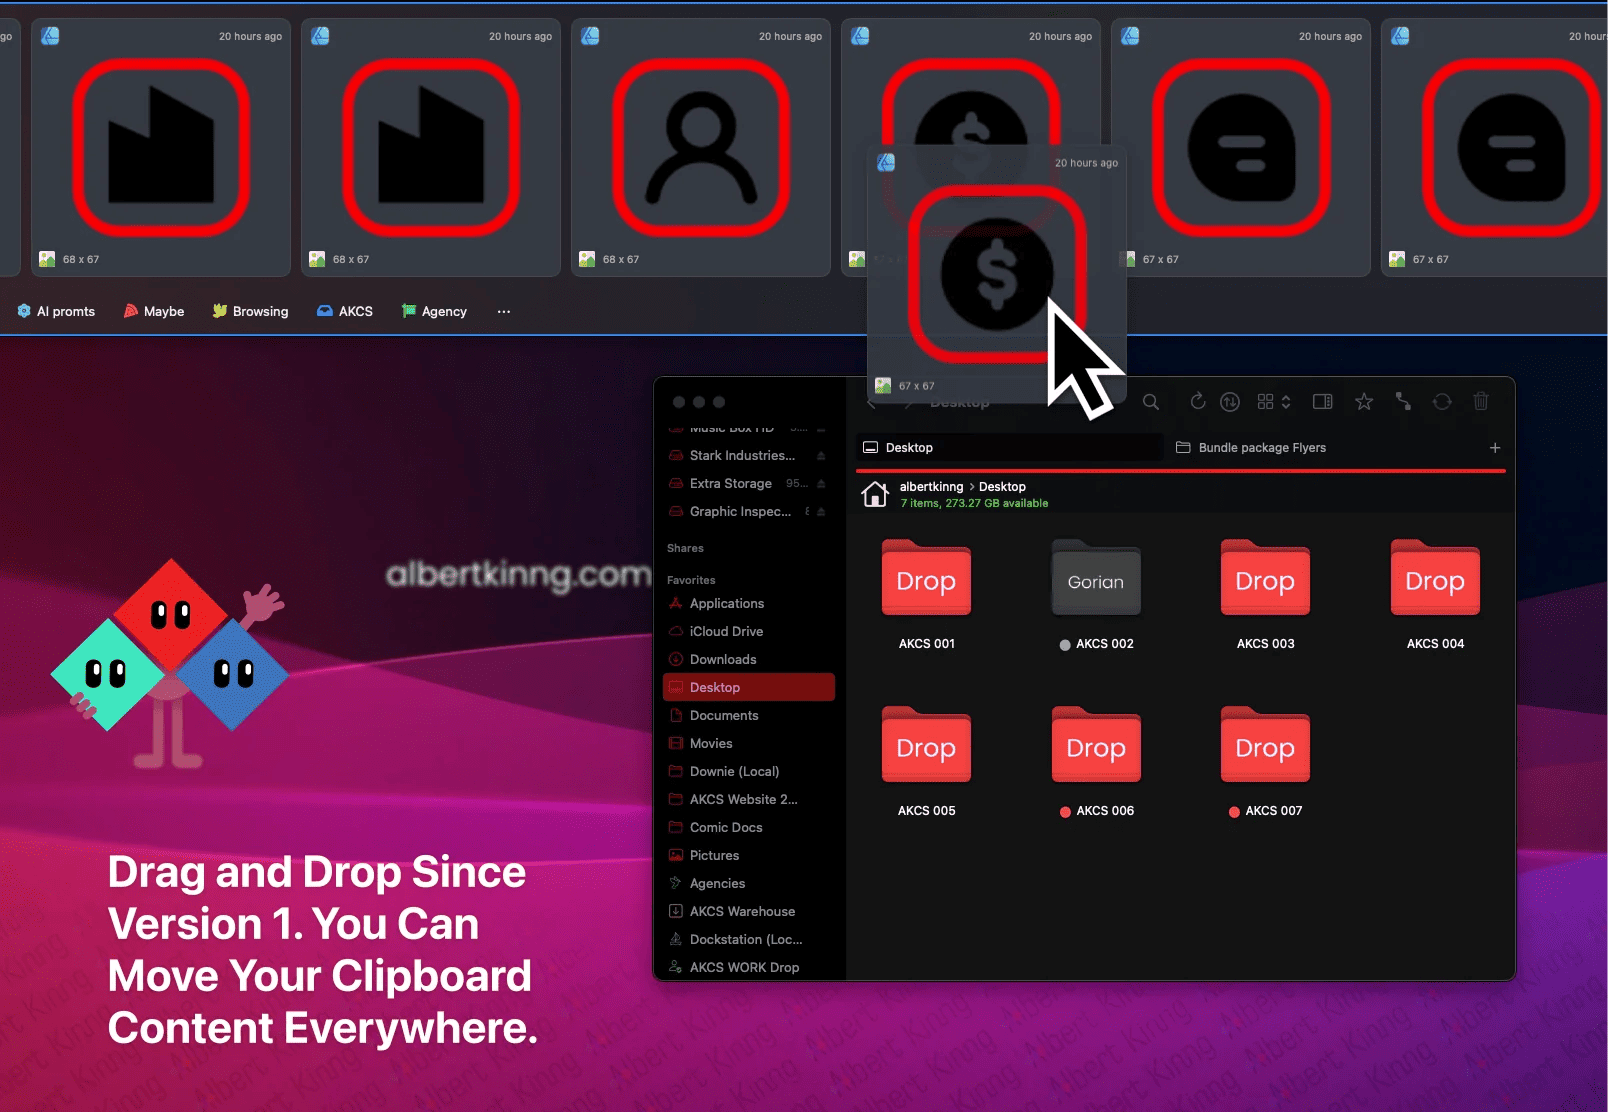 go
20 hours ago
20 hours ago
20 hours ago
20 hours ago
20 hours ago
20 hour
68 x 67
68 x 67
68 x 67
67 x 67
67 x 67
20 hours ago
67 x 67
AI promts
Maybe
Browsing
AKCS
Agency
...
Desktop
Music Box HD
Stark Industries...
Extra Storage 95...
Graphic Inspec...
Shares
Favorites
Applications
iCloud Drive
Downloads
Desktop
Documents
Movies
Downie (Local)
AKCS Website 2...
Comic Docs
Pictures
Agencies
AKCS Warehouse
Dockstation (Loc...
AKCS WORK Drop
Desktop
Bundle package Flyers
albertkinng > Desktop
7 items, 273.27 GB available
Drop
Gorian
Drop
Drop
AKCS 001
AKCS 002
AKCS 003
AKCS 004
Drop
Drop
Drop
AKCS 005
AKCS 006
AKCS 007
albertkinng.com
Drag and Drop Since
Version 1. You Can
Move Your Clipboard
Content Everywhere.
Albert Kinng